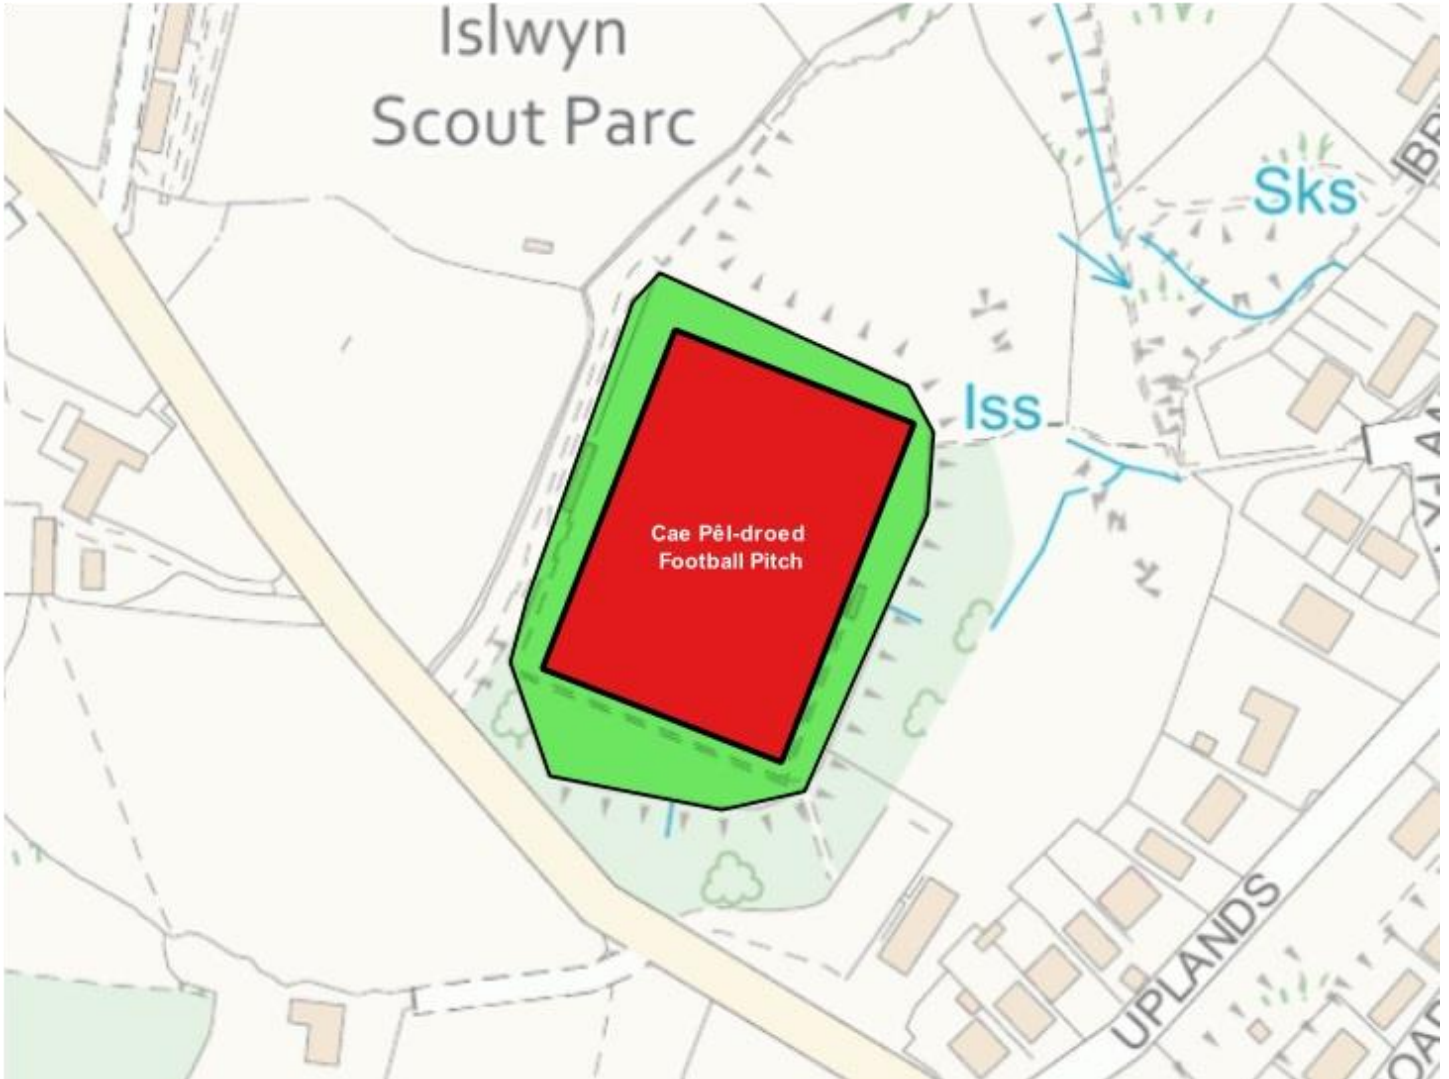 Islwyn
Scout Parc
Sks
Iss
Cae Pêl-droed
Football Pitch
UPLANDS